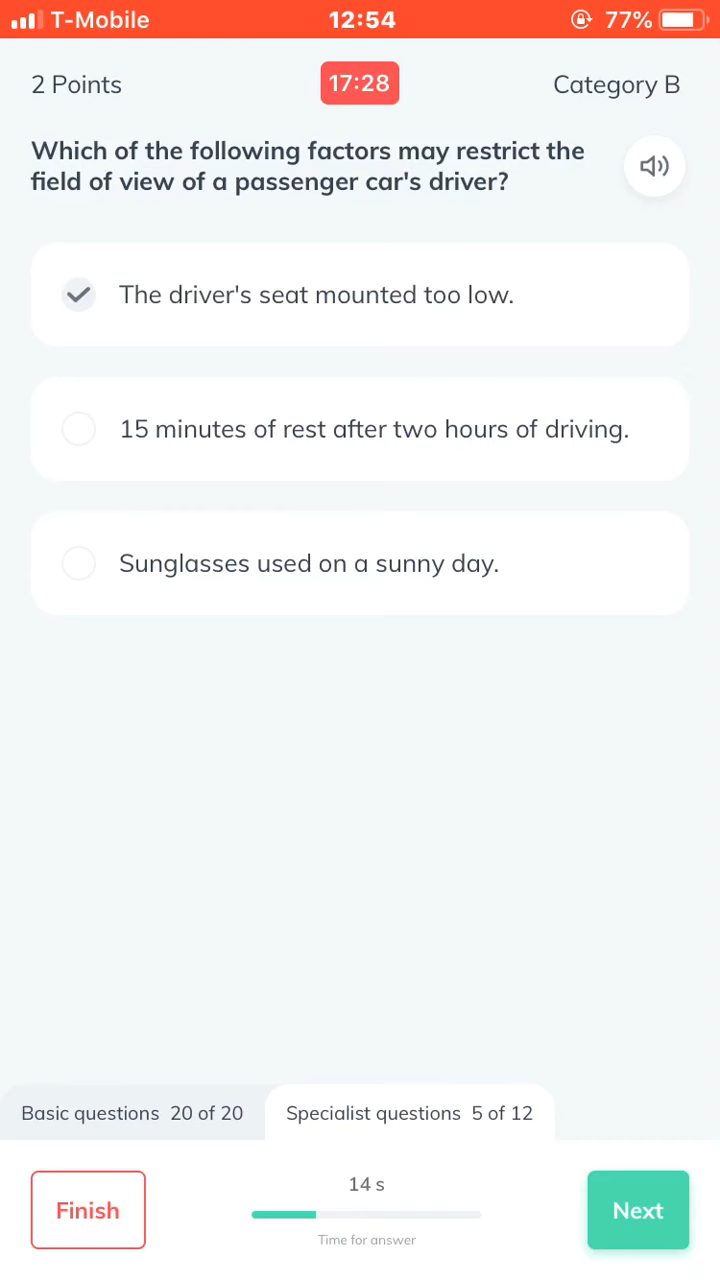 T-Mobile 12:54 77%
2 Points 17:28 Category B
Which of the following factors may restrict the
field of view of a passenger car's driver?
The driver's seat mounted too low.
15 minutes of rest after two hours of driving.
Sunglasses used on a sunny day.
Basic questions 20 of 20 Specialist questions 5 of 12
14 s
Finish Next
Time for answer